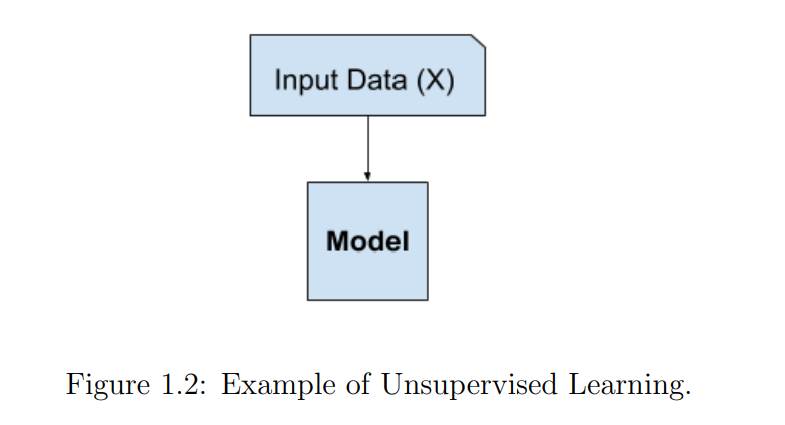 Input Data (X)
Model
Figure 1.2: Example of Unsupervised Learning.